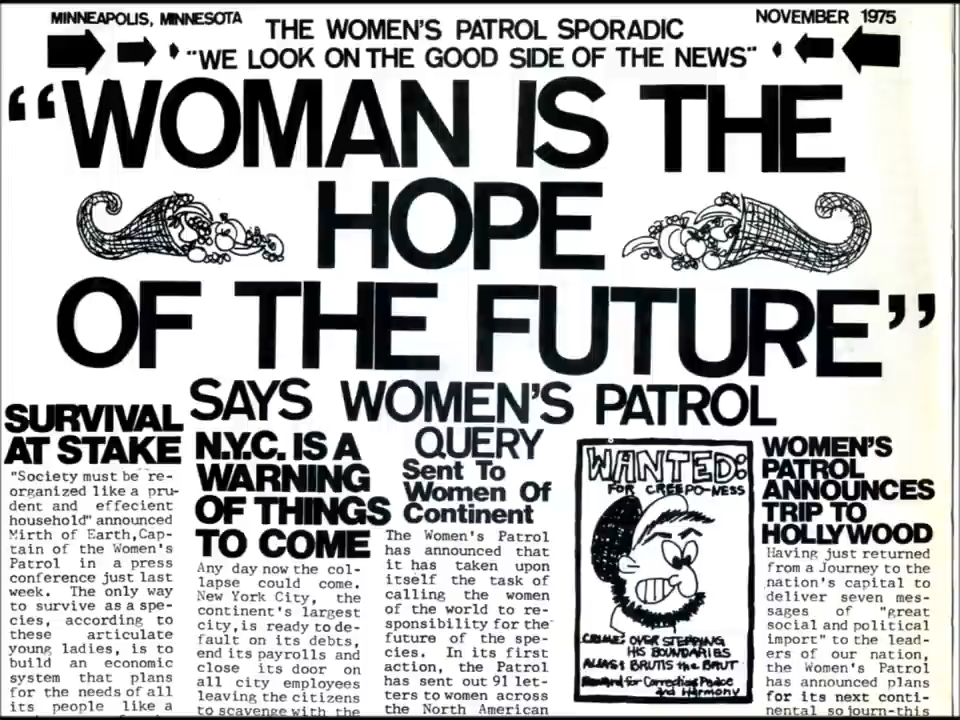 MINNEAPOLIS, MINNESOTA
THE WOMEN'S PATROL SPORADIC
NOVEMBER 1975
"WE LOOK ON THE GOOD SIDE OF THE NEWS"
"WOMAN IS THE
HOPE
OF THE FUTURE"
SAYS WOMEN'S PATROL
SURVIVAL
AT STAKE
"Society must be re-
organized like a pru-
dent and effecient
household" announced
Mirth of Earth,Cap-
tain of the Women's
Patrol in a press
conference just last
week. The only way
to survive as a spe-
cies, according to
these articulate
young ladies, is to
build an economic
system that plans
for the needs of all
its people like a
N.Y.C. IS A
WARNING
OF THINGS
TO COME
Any day now the col-
lapse could come.
New York City, the
continent's largest
city, is ready to de-
fault on its debts,
end its payrolls and
close its door on
all city employees
leaving the citizens
to scavenge with the
QUERY
Sent To
Women Of
Continent
The Women's Patrol
has announced that
it has taken upon
itself the task of
calling the women
of the world to re-
sponsibility for the
future of the spe-
cies. In its first
action, the Patrol
has sent out 91 let-
ters to women across
the North American
WANTED:
FOR CREEPO-NESS
CRIME: OVER STEPPING
HIS BOUNDARIES
ALIAS: BRUTIS the BRUT
Reward for Correction: Peace
and Harmony
WOMEN'S
PATROL
ANNOUNCES
TRIP TO
HOLLYWOOD
Having just returned
from a Journey to the
nation's capital to
deliver seven mes-
sages of "great
social and political
import" to the lead-
ers of our nation,
the Women's Patrol
has announced plans
for its next conti-
nental sojourn-this